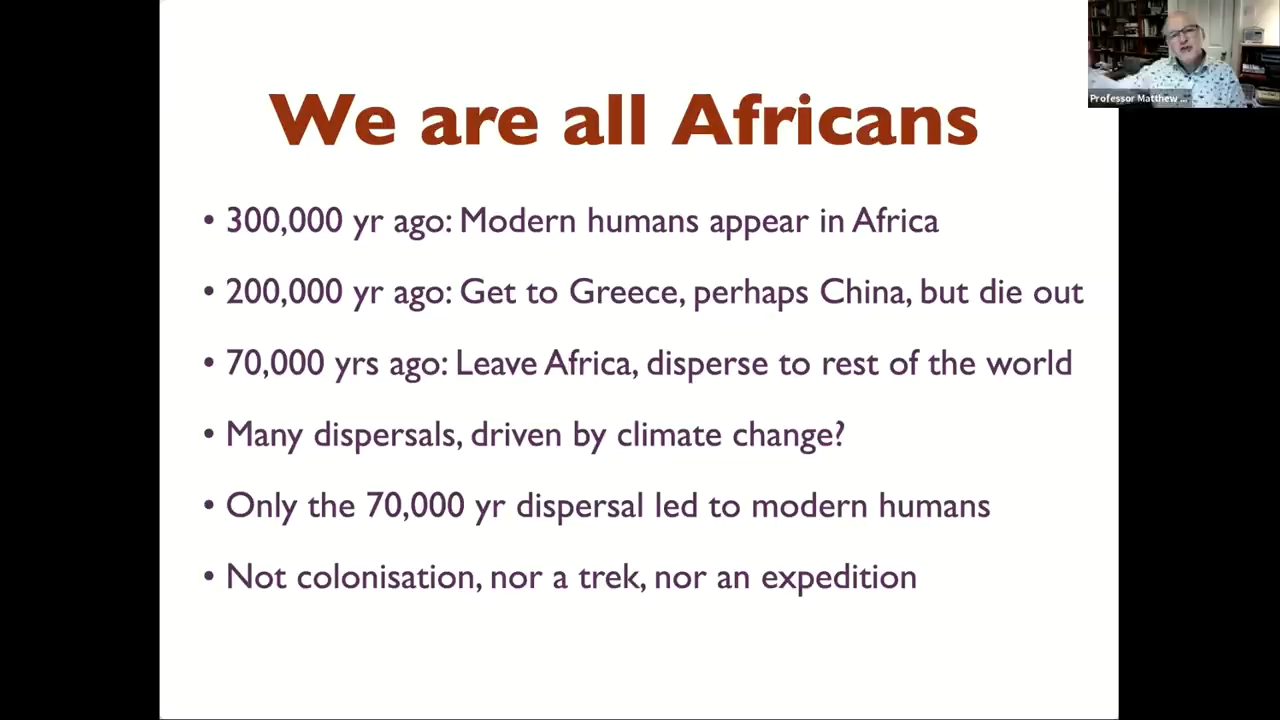 Professor Matthew ...
We are all Africans
• 300,000 yr ago: Modern humans appear in Africa
• 200,000 yr ago: Get to Greece, perhaps China, but die out
• 70,000 yrs ago: Leave Africa, disperse to rest of the world
• Many dispersals, driven by climate change?
• Only the 70,000 yr dispersal led to modern humans
• Not colonisation, nor a trek, nor an expedition